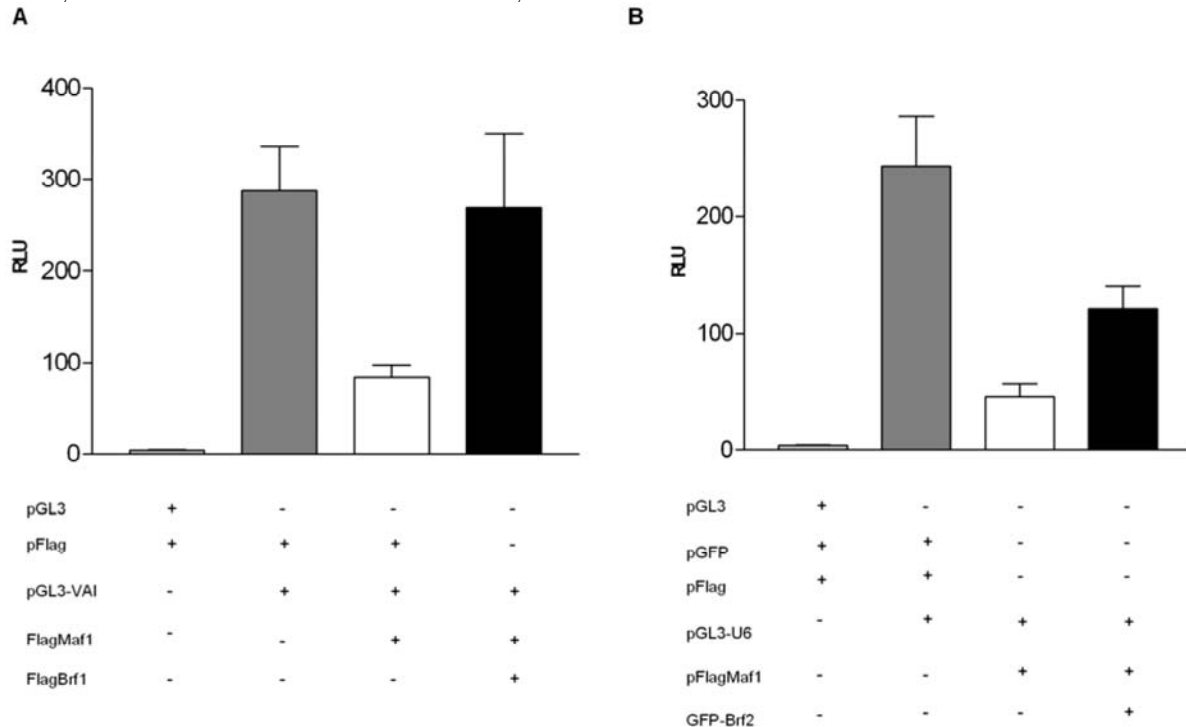 A
B
400
300
200
100
0
RLU
300
200
100
0
RLU
pGL3 + - - -
pFlag + + + -
pGL3-VAI - + + +
FlagMaf1 - - + +
FlagBrf1 - - - +
pGL3 + - - -
pGFP + + - -
pFlag + + - -
pGL3-U6 - + + +
pFlagMaf1 - - + +
GFP-Brf2 - - - +